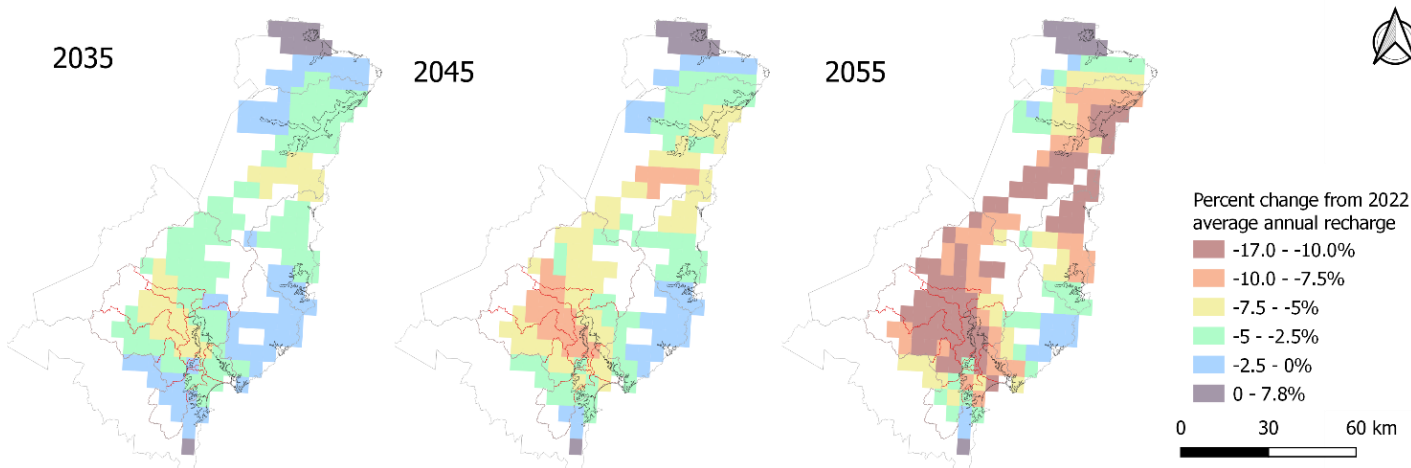 2035
2045
2055
Percent change from 2022
average annual recharge
-17.0 - -10.0%
-10.0 - -7.5%
-7.5 - -5%
-5 - -2.5%
-2.5 - 0%
0 - 7.8%
0 30 60 km